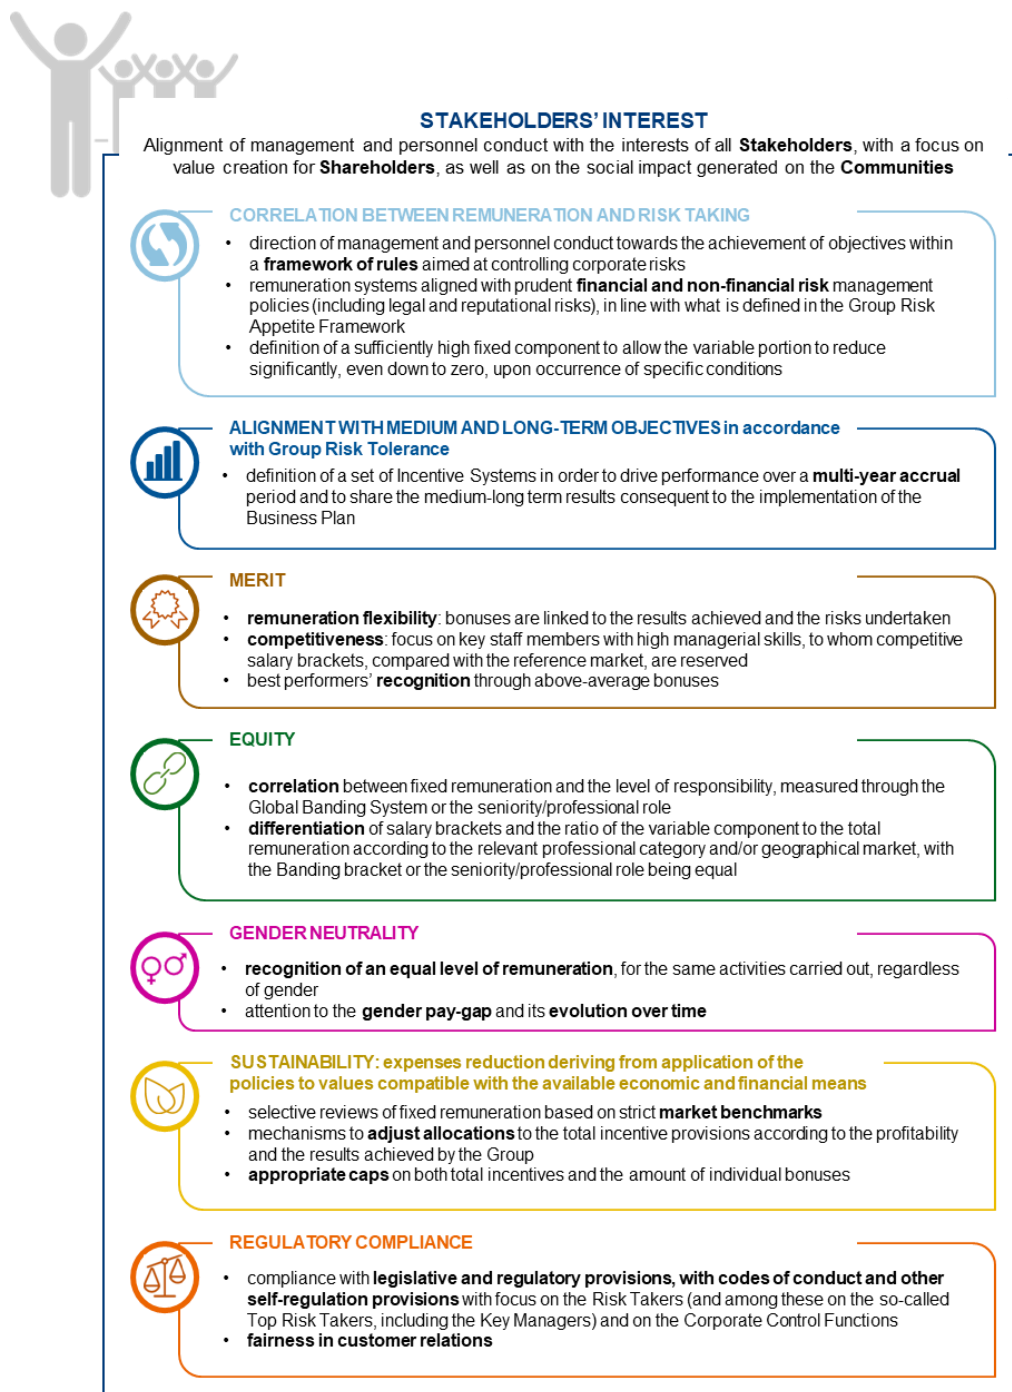 STAKEHOLDERS' INTEREST
Alignment of management and personnel conduct with the interests of all Stakeholders, with a focus on
value creation for Shareholders, as well as on the social impact generated on the Communities
CORRELATION BETWEEN REMUNERATION AND RISK TAKING
• direction of management and personnel conduct towards the achievement of objectives within
a framework of rules aimed at controlling corporate risks
• remuneration systems aligned with prudent financial and non-financial risk management
policies (including legal and reputational risks), in line with what is defined in the Group Risk
Appetite Framework
• definition of a sufficiently high fixed component to allow the variable portion to reduce
significantly, even down to zero, upon occurrence of specific conditions
ALIGNMENT WITH MEDIUM AND LONG-TERM OBJECTIVES in accordance
with Group Risk Tolerance
• definition of a set of Incentive Systems in order to drive performance over a multi-year accrual
period and to share the medium-long term results consequent to the implementation of the
Business Plan
MERIT
• remuneration flexibility: bonuses are linked to the results achieved and the risks undertaken
• competitiveness: focus on key staff members with high managerial skills, to whom competitive
salary brackets, compared with the reference market, are reserved
• best performers' recognition through above-average bonuses
EQUITY
• correlation between fixed remuneration and the level of responsibility, measured through the
Global Banding System or the seniority/professional role
• differentiation of salary brackets and the ratio of the variable component to the total
remuneration according to the relevant professional category and/or geographical market, with
the Banding bracket or the seniority/professional role being equal
GENDER NEUTRALITY
• recognition of an equal level of remuneration, for the same activities carried out, regardless
of gender
• attention to the gender pay-gap and its evolution over time
SUSTAINABILITY: expenses reduction deriving from application of the
policies to values compatible with the available economic and financial means
• selective reviews of fixed remuneration based on strict market benchmarks
• mechanisms to adjust allocations to the total incentive provisions according to the profitability
and the results achieved by the Group
• appropriate caps on both total incentives and the amount of individual bonuses
REGULATORY COMPLIANCE
• compliance with legislative and regulatory provisions, with codes of conduct and other
self-regulation provisions with focus on the Risk Takers (and among these on the so-called
Top Risk Takers, including the Key Managers) and on the Corporate Control Functions
• fairness in customer relations